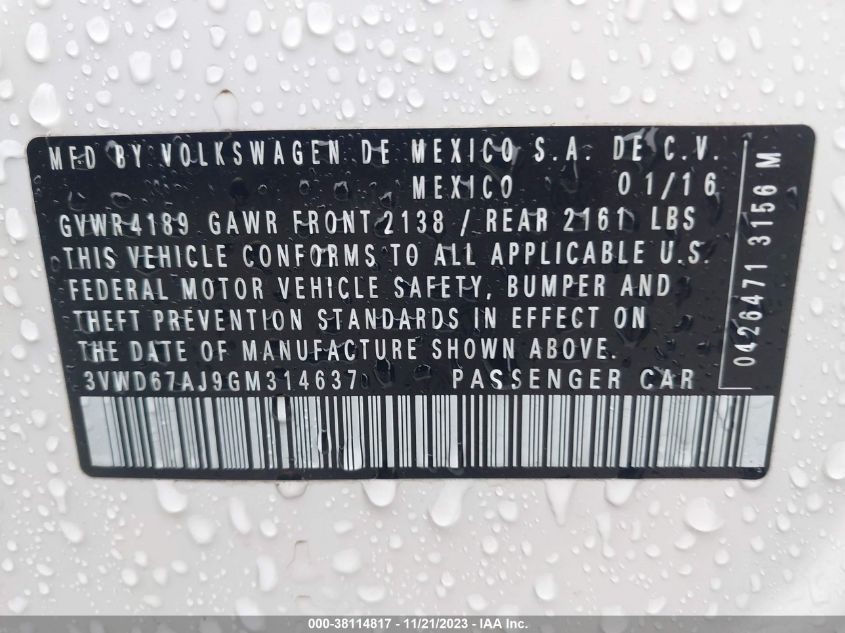 MFD BY VOLKSWAGEN DE MEXICO S.A. DE C.V.
MEXICO 01/16
GVWR 4189 GAWR FRONT 2138 / REAR 2161 LBS
THIS VEHICLE CONFORMS TO ALL APPLICABLE U.S.
FEDERAL MOTOR VEHICLE SAFETY, BUMPER AND
THEFT PREVENTION STANDARDS IN EFFECT ON
THE DATE OF MANUFACTURE SHOWN ABOVE.
3VWD67AJ9GM314637 PASSENGER CAR
0426471 3156 M
000-38114817 - 11/21/2023 - IAA Inc.